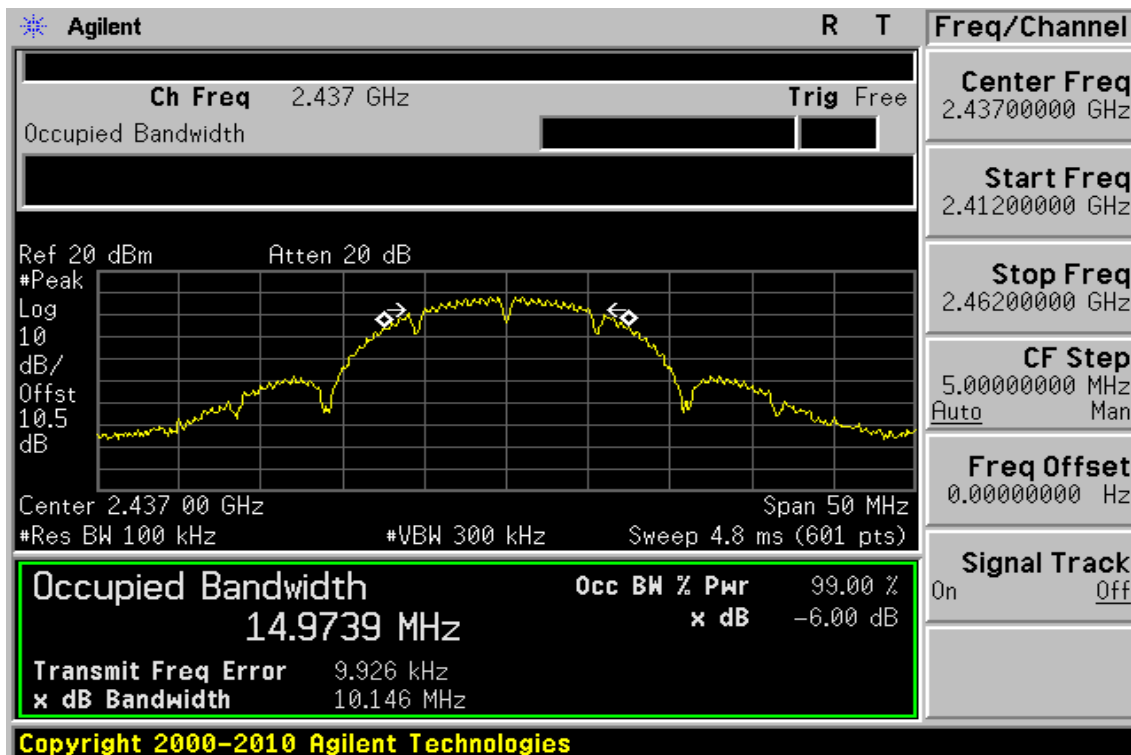 Agilent R T
Ch Freq 2.437 GHz Trig Free
Occupied Bandwidth
Ref 20 dBm Atten 20 dB
#Peak
Log
10
dB/
Offst
10.5
dB
Center 2.437 00 GHz Span 50 MHz
#Res BW 100 kHz #VBW 300 kHz Sweep 4.8 ms (601 pts)
Occupied Bandwidth
14.9739 MHz
Occ BW % Pwr 99.00 %
x dB -6.00 dB
Transmit Freq Error 9.926 kHz
x dB Bandwidth 10.146 MHz
Copyright 2000-2010 Agilent Technologies
Freq/Channel
Center Freq
2.43700000 GHz
Start Freq
2.41200000 GHz
Stop Freq
2.46200000 GHz
CF Step
5.00000000 MHz
Auto Man
Freq Offset
0.00000000 Hz
Signal Track
On Off